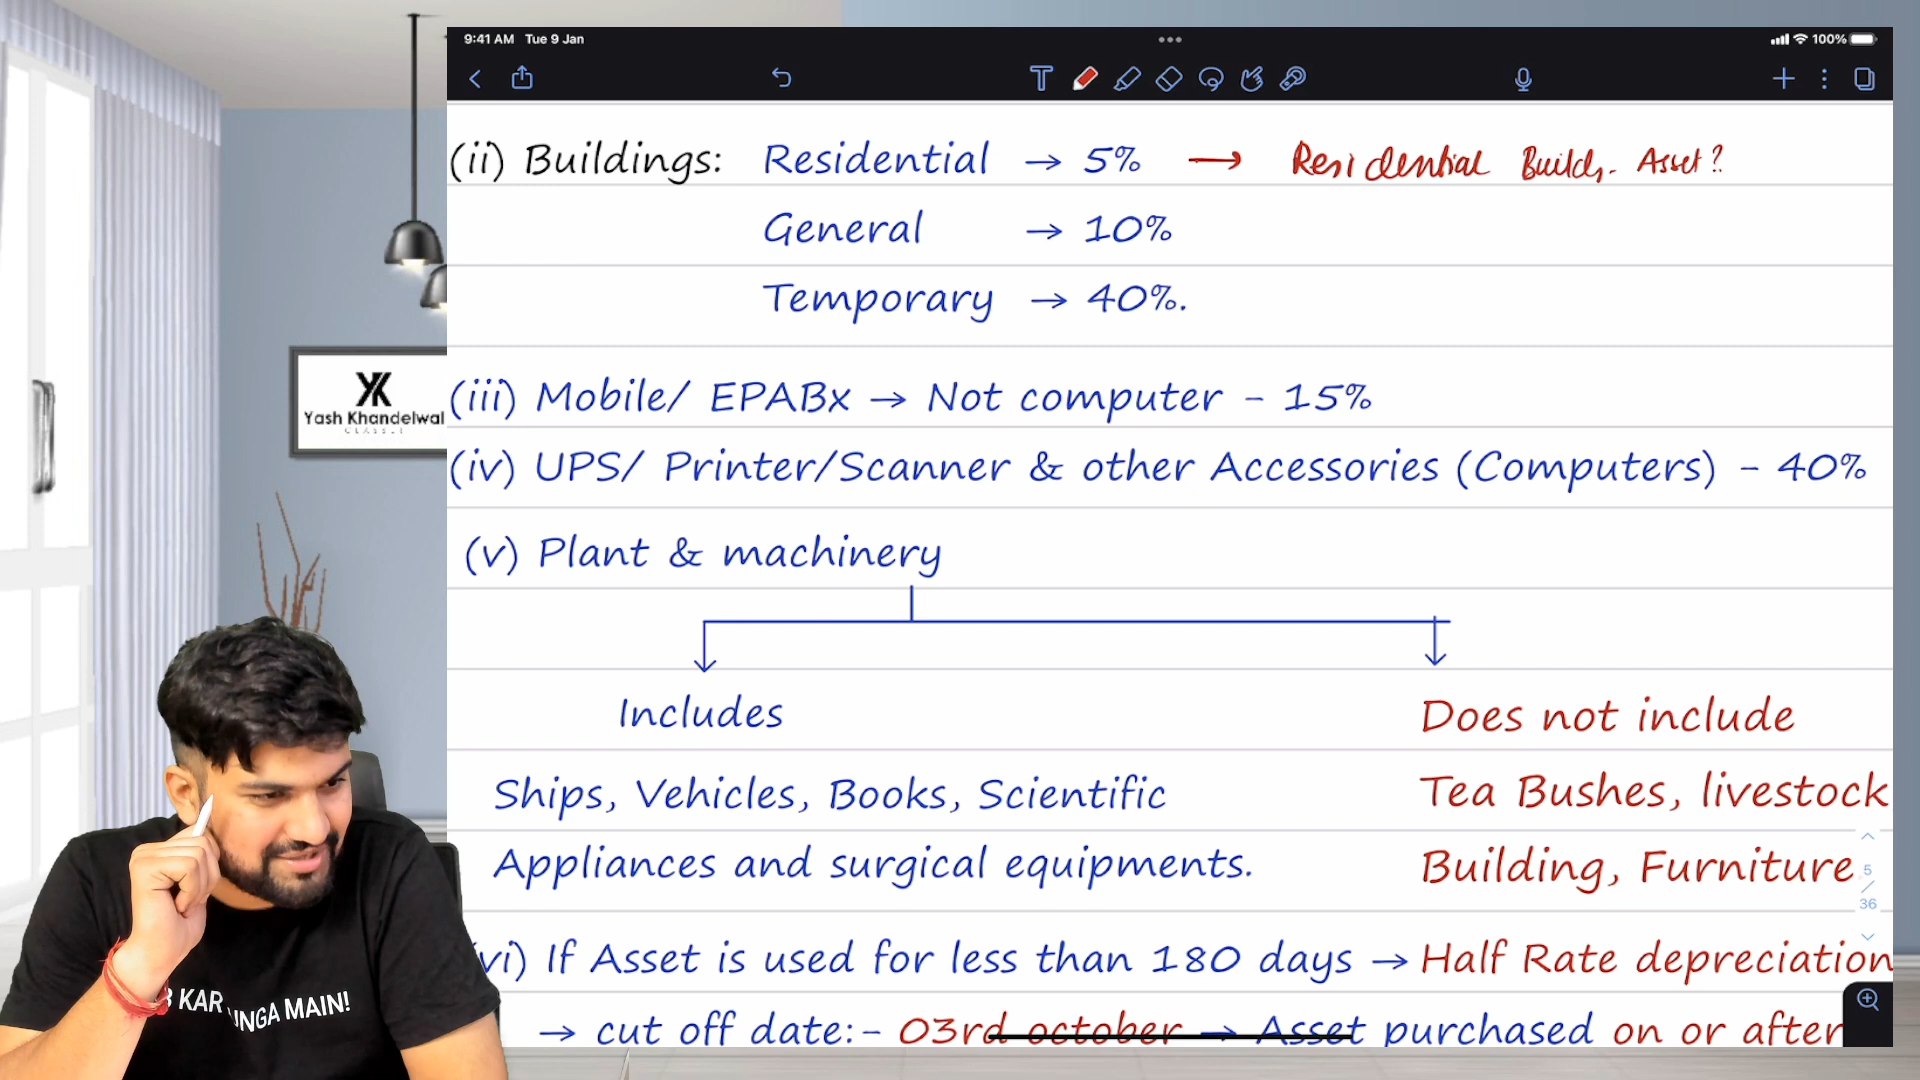 9:41 AM Tue 9 Jan
100%
(ii) Buildings: Residential → 5% → Residential Build. Asset?
General → 10%
Temporary → 40%.
(iii) Mobile/ EPABx → Not computer - 15%
(iv) UPS/ Printer/Scanner & other Accessories (Computers) - 40%
(v) Plant & machinery
Includes
Does not include
Ships, Vehicles, Books, Scientific
Tea Bushes, livestock
Appliances and surgical equipments.
Building, Furniture
5
/
36
vi) If Asset is used for less than 180 days → Half Rate depreciation
→ cut off date:- 03rd october → Asset purchased on or after
YK
Yash Khandelwal
CLASSES
KAR
UNGA MAIN!